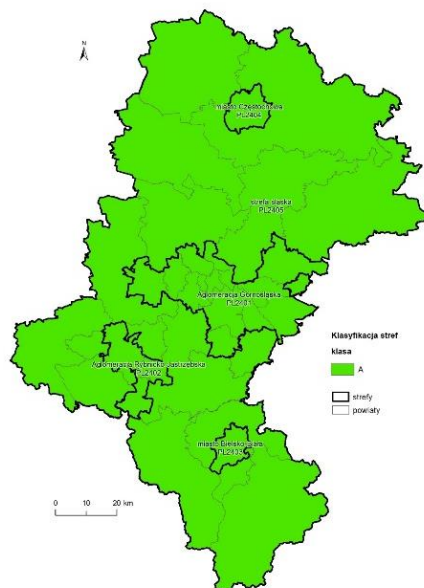 N
miasto Częstochowa
PL2404
strefa śląska
PL2405
Aglomeracja Górnośląska
PL2401
Klasyfikacja stref
klasa
A
strefy
powiaty
Aglomeracja Rybnicko-Jastrzębska
PL2402
miasto Bielsko-Biała
PL2403
0 10 20 km